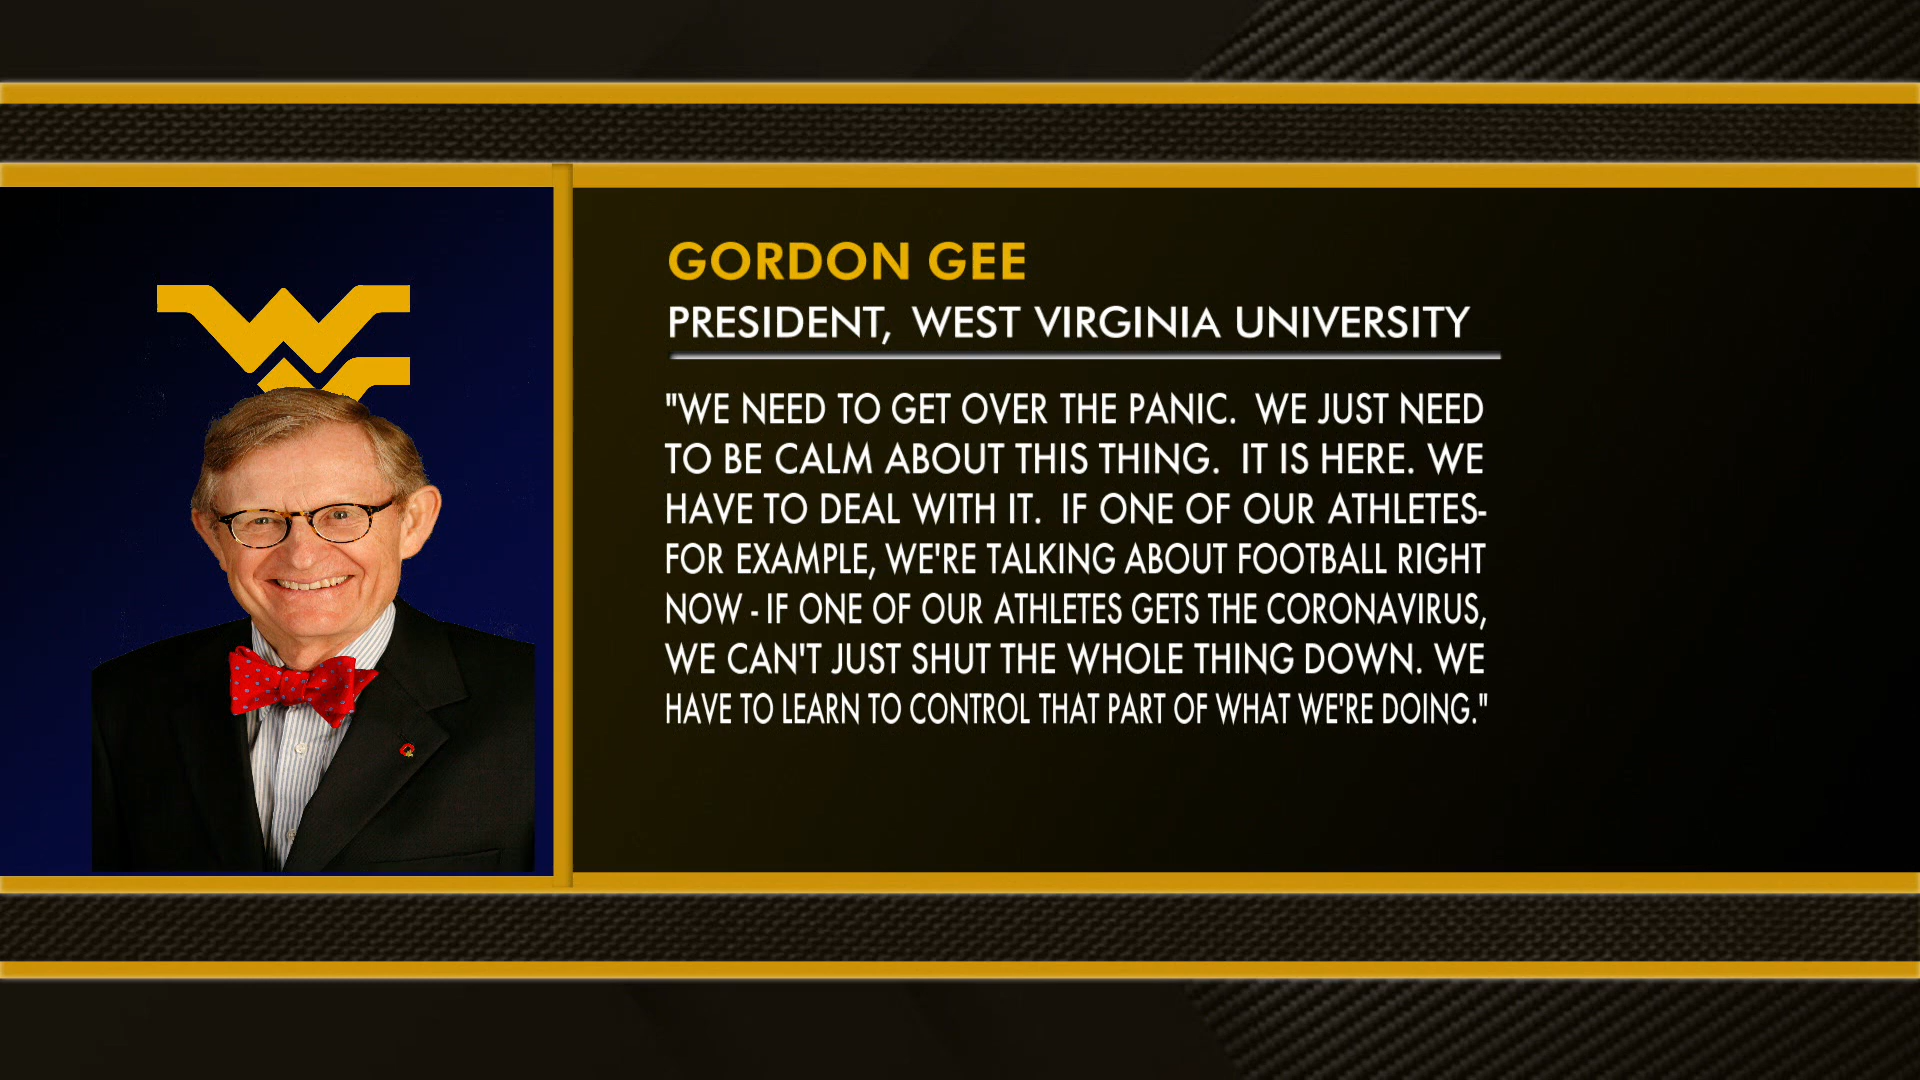 GORDON GEE
PRESIDENT, WEST VIRGINIA UNIVERSITY
"WE NEED TO GET OVER THE PANIC. WE JUST NEED
TO BE CALM ABOUT THIS THING. IT IS HERE. WE
HAVE TO DEAL WITH IT. IF ONE OF OUR ATHLETES-
FOR EXAMPLE, WE'RE TALKING ABOUT FOOTBALL RIGHT
NOW - IF ONE OF OUR ATHLETES GETS THE CORONAVIRUS,
WE CAN'T JUST SHUT THE WHOLE THING DOWN. WE
HAVE TO LEARN TO CONTROL THAT PART OF WHAT WE'RE DOING."